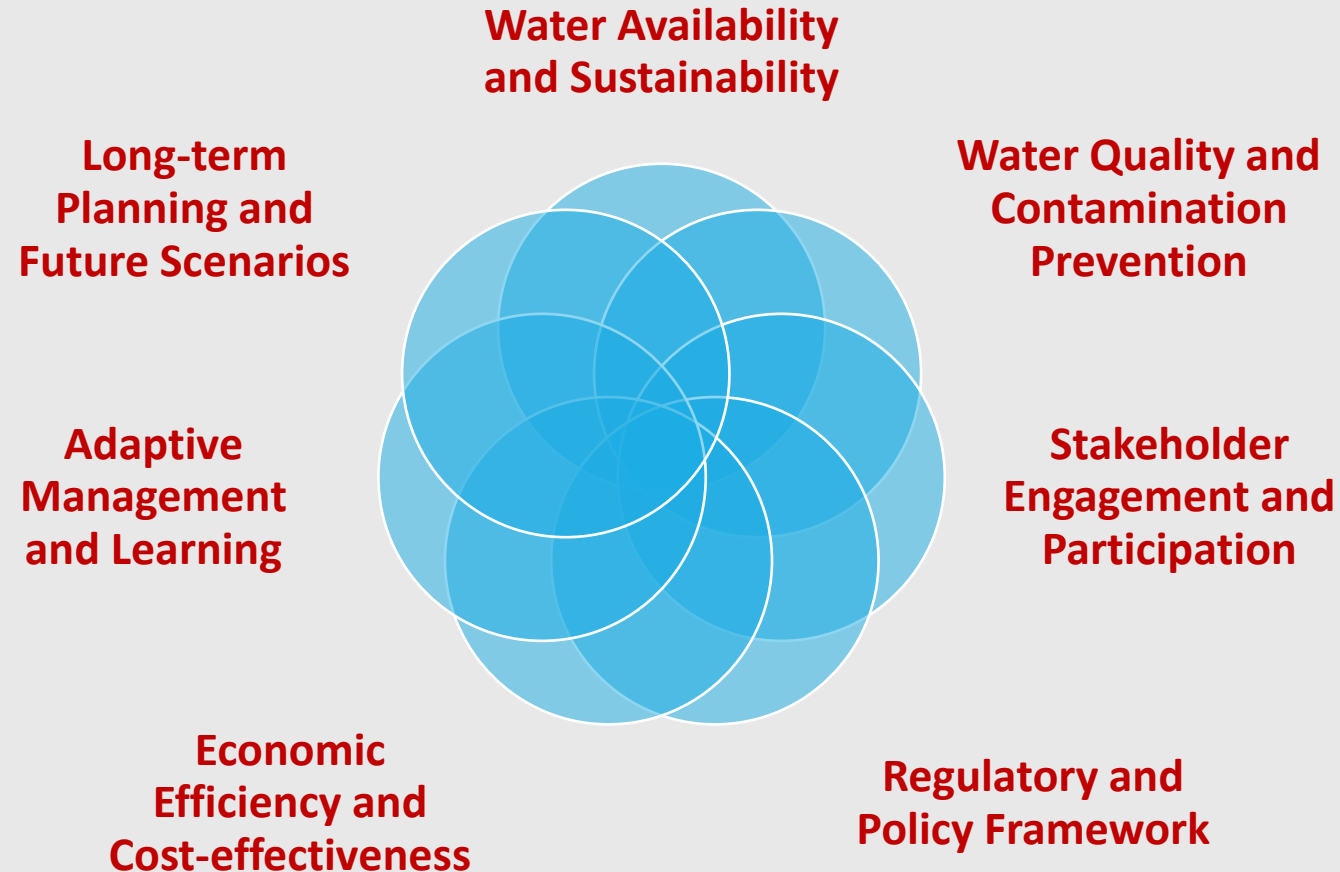 Water Availability
and Sustainability
Water Quality and
Contamination
Prevention
Stakeholder
Engagement and
Participation
Regulatory and
Policy Framework
Economic
Efficiency and
Cost-effectiveness
Adaptive
Management
and Learning
Long-term
Planning and
Future Scenarios